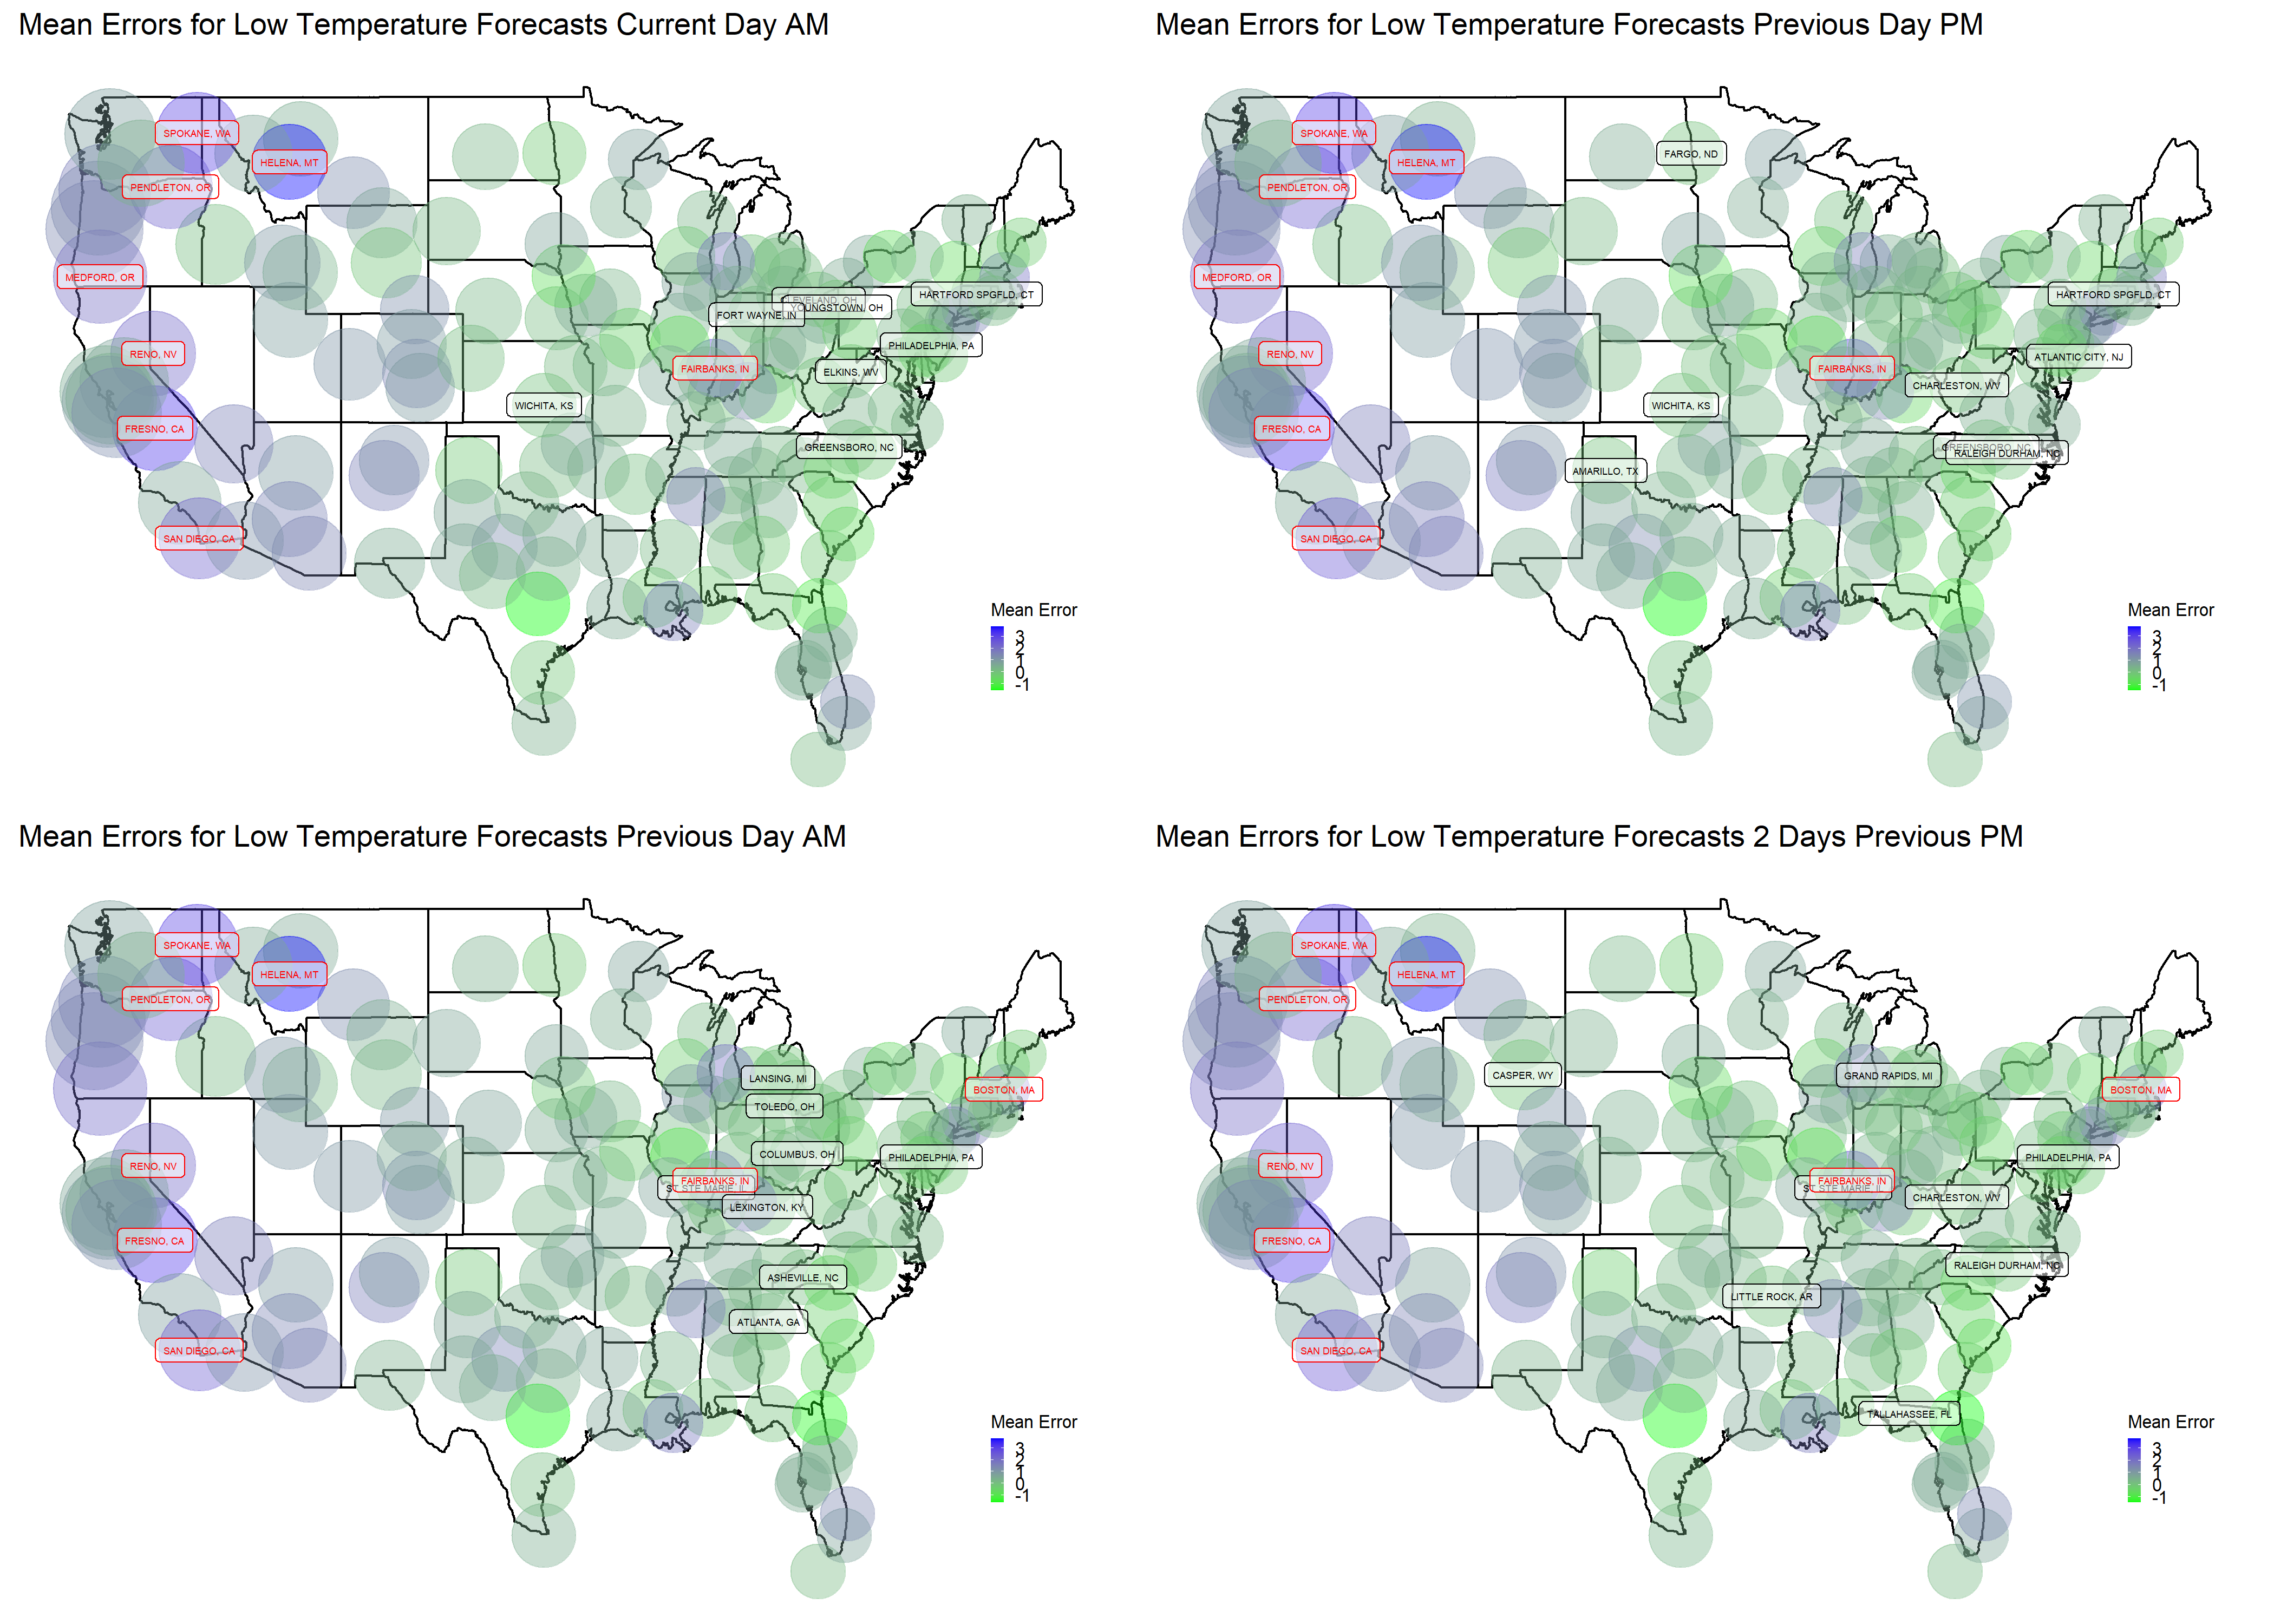 Mean Errors for Low Temperature Forecasts Current Day AM
SPOKANE, WA
HELENA, MT
PENDLETON, OR
MEDFORD, OR
HARTFORD SPGFLD, CT
YOUNGSTOWN, OH
FORT WAYNE, IN
PHILADELPHIA, PA
RENO, NV
FAIRBANKS, IN
ELKINS, WV
WICHITA, KS
FRESNO, CA
GREENSBORO, NC
SAN DIEGO, CA
Mean Error
3
2
1
0
-1
Mean Errors for Low Temperature Forecasts Previous Day PM
SPOKANE, WA
FARGO, ND
HELENA, MT
PENDLETON, OR
MEDFORD, OR
HARTFORD SPGFLD, CT
RENO, NV
ATLANTIC CITY, NJ
FAIRBANKS, IN
CHARLESTON, WV
WICHITA, KS
FRESNO, CA
GREENSBORO, NC
RALEIGH DURHAM, NC
AMARILLO, TX
SAN DIEGO, CA
Mean Error
3
2
1
0
-1
Mean Errors for Low Temperature Forecasts Previous Day AM
SPOKANE, WA
HELENA, MT
PENDLETON, OR
LANSING, MI
BOSTON, MA
TOLEDO, OH
COLUMBUS, OH
PHILADELPHIA, PA
RENO, NV
FAIRBANKS, IN
ST STE MARIE, IL
LEXINGTON, KY
FRESNO, CA
ASHEVILLE, NC
ATLANTA, GA
SAN DIEGO, CA
Mean Error
3
2
1
0
-1
Mean Errors for Low Temperature Forecasts 2 Days Previous PM
SPOKANE, WA
HELENA, MT
PENDLETON, OR
CASPER, WY
GRAND RAPIDS, MI
BOSTON, MA
PHILADELPHIA, PA
RENO, NV
FAIRBANKS, IN
ST STE MARIE, IL
CHARLESTON, WV
FRESNO, CA
RALEIGH DURHAM, NC
LITTLE ROCK, AR
SAN DIEGO, CA
TALLAHASSEE, FL
Mean Error
3
2
1
0
-1